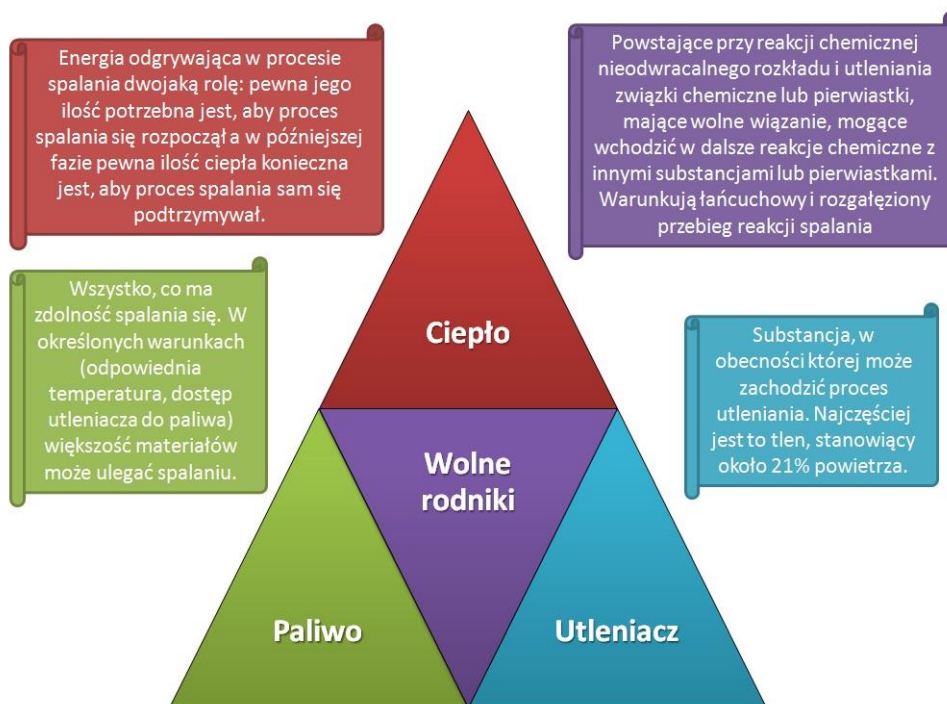 Energia odgrywająca w procesie
spalania dwojaką rolę: pewna jego
ilość potrzebna jest, aby proces
spalania się rozpoczął a w późniejszej
fazie pewna ilość ciepła konieczna
jest, aby proces spalania sam się
podtrzymywał.
Powstające przy reakcji chemicznej
nieodwracalnego rozkładu i utleniania
związki chemiczne lub pierwiastki,
mające wolne wiązanie, mogące
wchodzić w dalsze reakcje chemiczne z
innymi substancjami lub pierwiastkami.
Warunkują łańcuchowy i rozgałęziony
przebieg reakcji spalania
Wszystko, co ma
zdolność spalania się. W
określonych warunkach
(odpowiednia
temperatura, dostęp
utleniacza do paliwa)
większość materiałów
może ulegać spalaniu.
Ciepło
Substancja, w
obecności której może
zachodzić proces
utleniania. Najczęściej
jest to tlen, stanowiący
około 21% powietrza.
Wolne
rodniki
Paliwo
Utleniacz